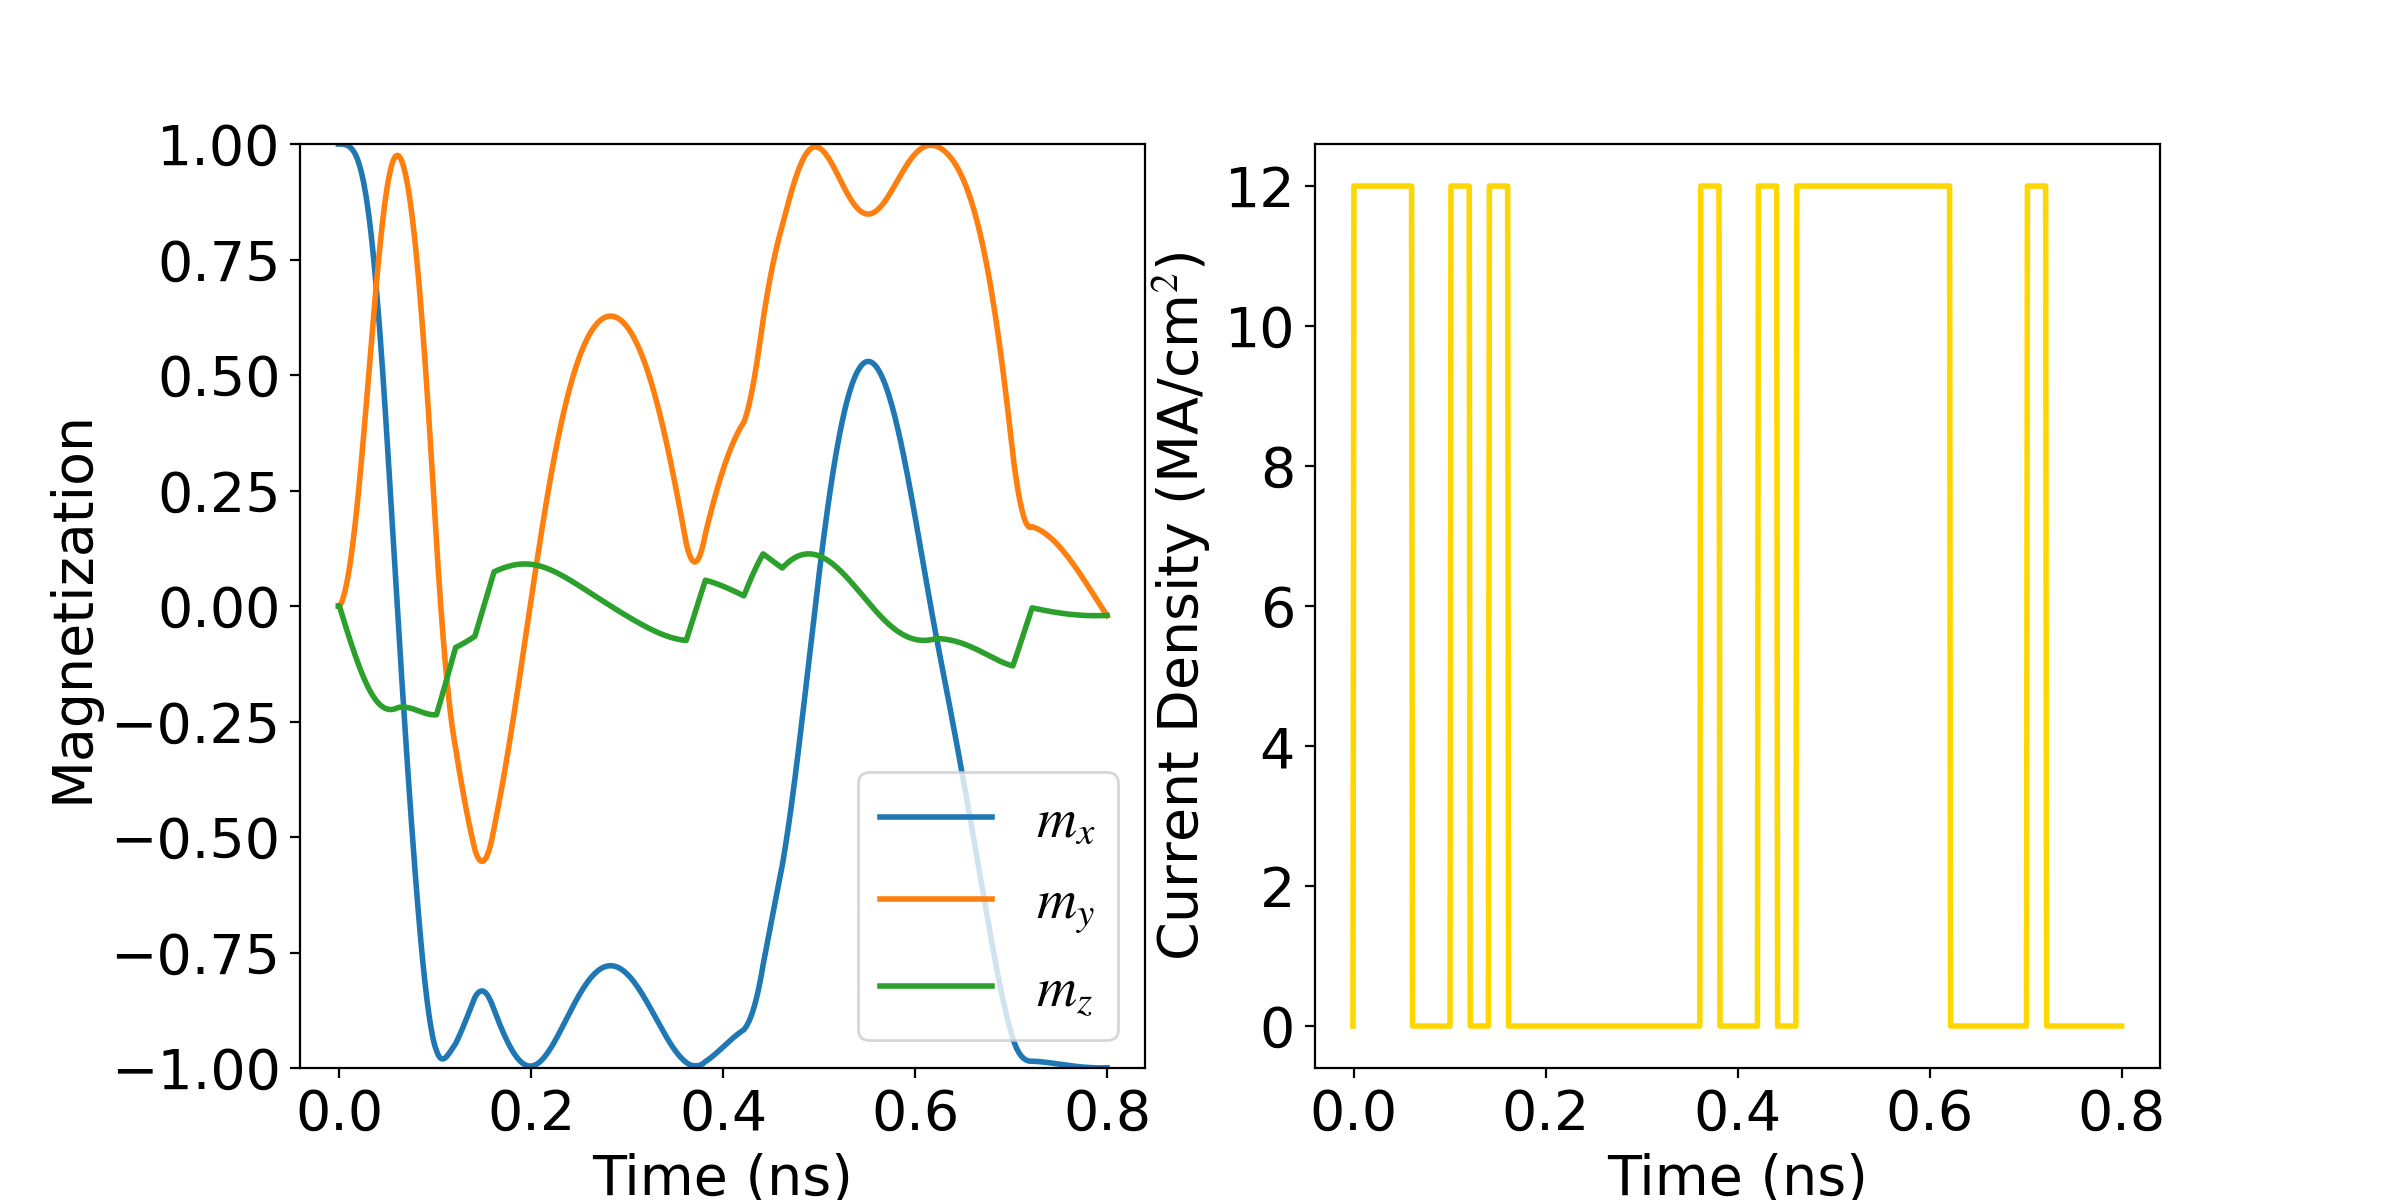 Magnetization
1.00
0.75
0.50
0.25
0.00
−0.25
−0.50
−0.75
−1.00
0.0 0.2 0.4 0.6 0.8
Time (ns)
m_x
m_y
m_z
Current Density (MA/cm²)
12
10
8
6
4
2
0
0.0 0.2 0.4 0.6 0.8
Time (ns)